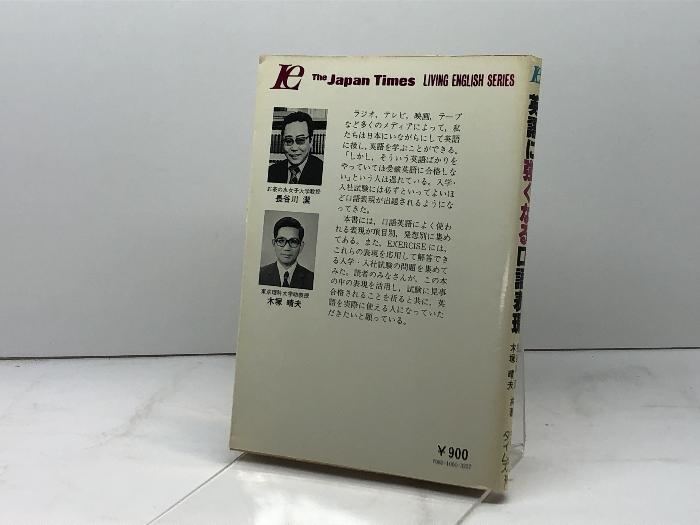 le The Japan Times LIVING ENGLISH SERIES
ラジオ，テレビ，映画，テープ
など多くのメディアによって，私
たちは日本にいながらにして英語
に接し，英語を学ぶことができる。
「しかし，そういう英語ばかりを
やっていては受験英語に合格しな
い」という人は遅れている。入学・
入社試験には必ずといってよいほ
ど口語表現が出題されるようにな
ってきた。
本書には，口語英語によく使わ
れる表現が項目別，発想別に集め
てある。また，EXERCISEには，
これらの表現を応用して解答でき
る入学・入社試験の問題を集めて
みた。読者のみなさんが，この本
の中の表現を活用し，試験に見事
合格されることを祈ると共に，英
語を実際に使える人になっていた
だきたいと願っている。
お茶の水女子大学教授
長谷川 潔
東京理科大学助教授
木塚 晴夫
￥900
英語に強くなる口語表現
木塚 晴夫 共著
タイムズ